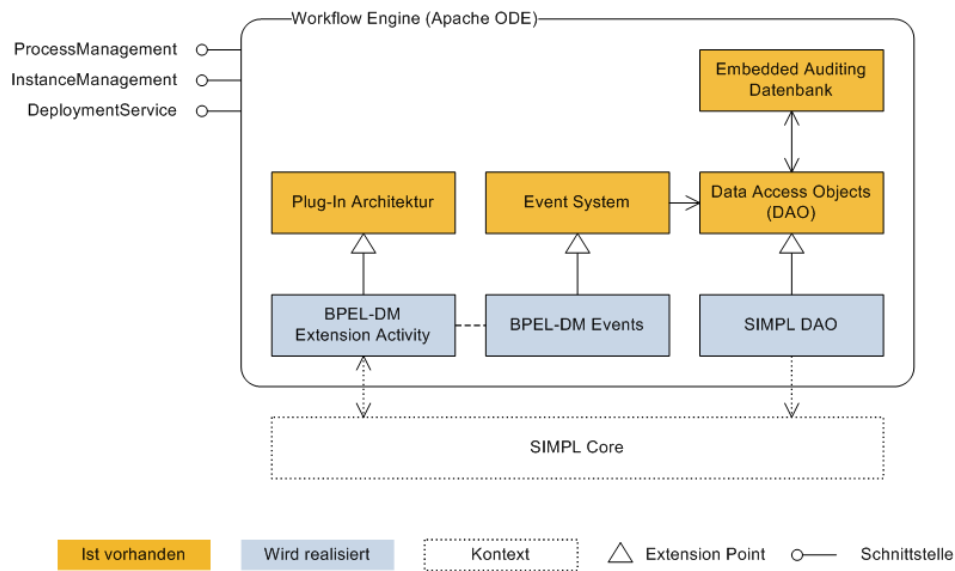 Workflow Engine (Apache ODE)
ProcessManagement
InstanceManagement
DeploymentService
Embedded Auditing
Datenbank
Plug-In Architektur
Event System
Data Access Objects
(DAO)
BPEL-DM
Extension Activity
BPEL-DM Events
SIMPL DAO
SIMPL Core
Ist vorhanden
Wird realisiert
Kontext
Extension Point
Schnittstelle